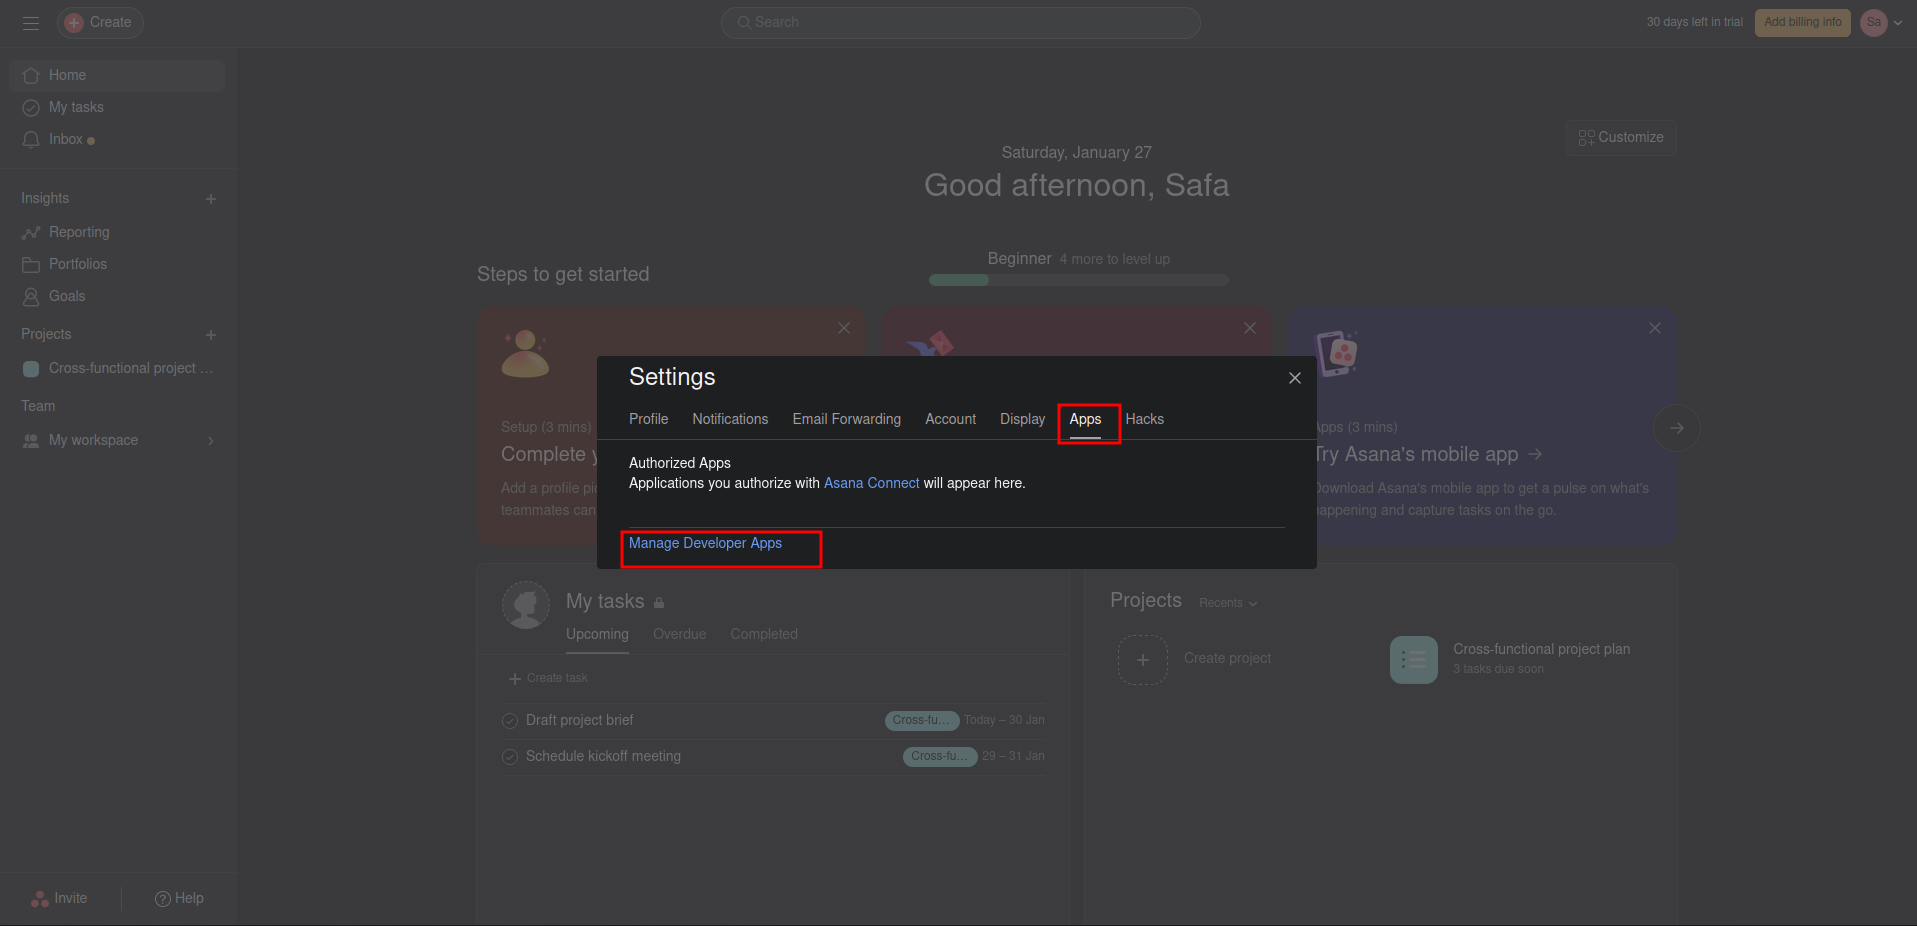 Create
Search
30 days left in trial
Add billing info
Sa
Home
My tasks
Inbox
Insights
Reporting
Portfolios
Goals
Projects
Cross-functional project ...
Team
My workspace
Invite
Help
Customize
Saturday, January 27
Good afternoon, Safa
Steps to get started
Beginner 4 more to level up
Setup (3 mins)
Complete y
Add a profile pi
teammates can
Apps (3 mins)
Try Asana's mobile app
Download Asana's mobile app to get a pulse on what's
happening and capture tasks on the go.
Settings
Profile Notifications Email Forwarding Account Display Apps Hacks
Authorized Apps
Applications you authorize with Asana Connect will appear here.
Manage Developer Apps
My tasks
Upcoming Overdue Completed
Create task
Draft project brief Cross-fu... Today – 30 Jan
Schedule kickoff meeting Cross-fu... 29 – 31 Jan
Projects Recents
Create project
Cross-functional project plan
3 tasks due soon